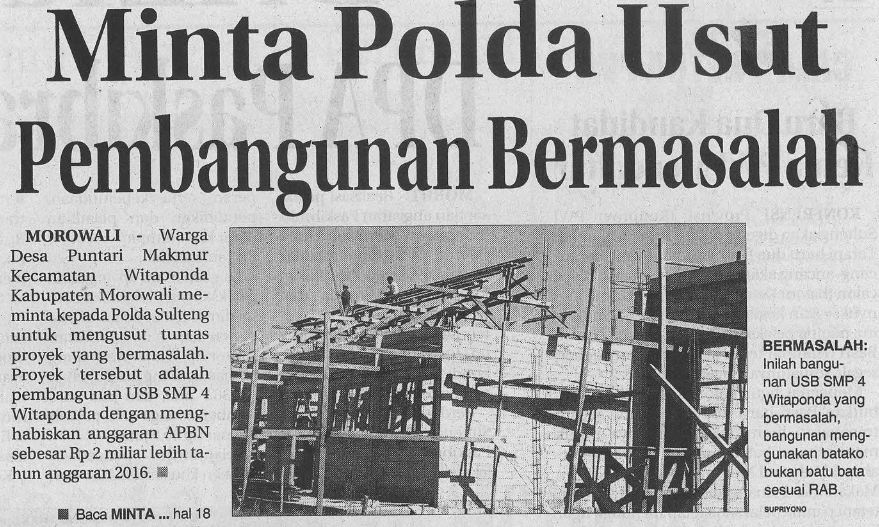 Minta Polda Usut
Pembangunan Bermasalah
MOROWALI - Warga
Desa Puntari Makmur
Kecamatan Witaponda
Kabupaten Morowali me-
minta kepada Polda Sulteng
untuk mengusut tuntas
proyek yang bermasalah.
Proyek tersebut adalah
pembangunan USB SMP 4
Witaponda dengan meng-
habiskan anggaran APBN
sebesar Rp 2 miliar lebih ta-
hun anggaran 2016. ■
■ Baca MINTA ... hal 18
BERMASALAH:
Inilah bangu-
nan USB SMP 4
Witaponda yang
bermasalah,
bangunan meng-
gunakan batako
bukan batu bata
sesuai RAB.
SUPRIYONO